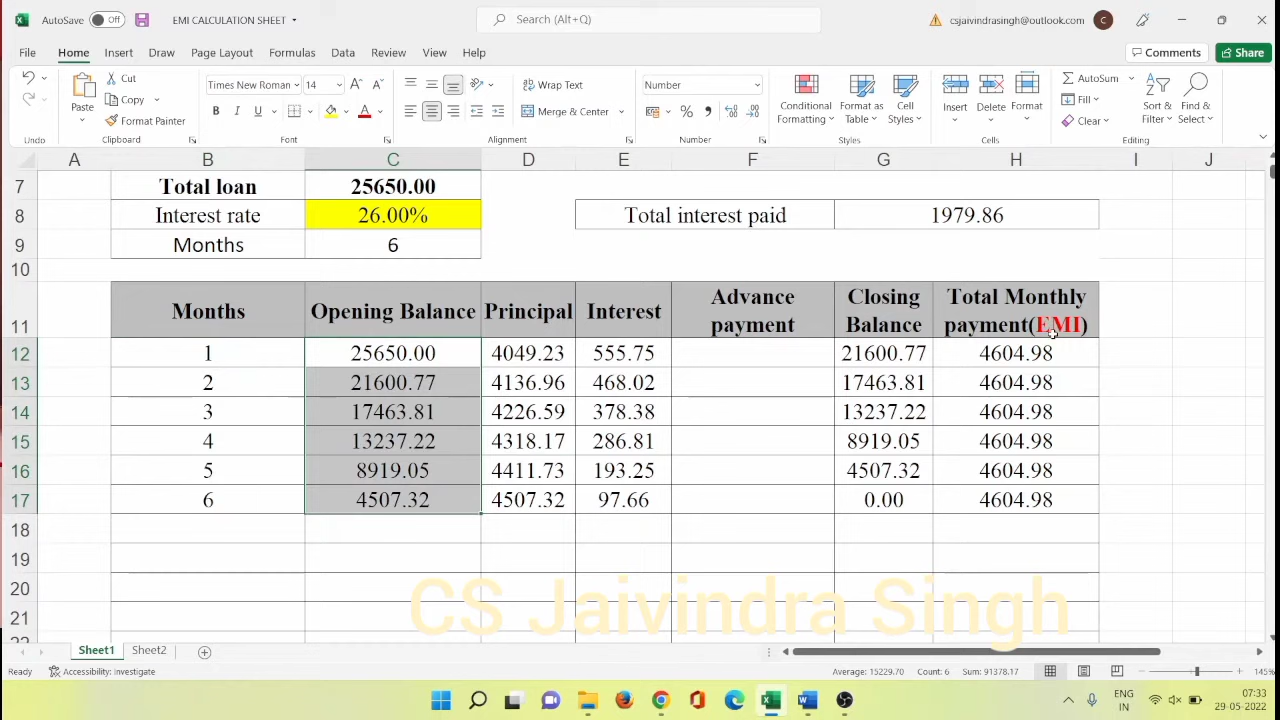 AutoSave Off EMI CALCULATION SHEET Search (Alt+Q) csjaivindrasingh@outlook.com C
File Home Insert Draw Page Layout Formulas Data Review View Help Comments Share
Paste Cut Copy Format Painter Times New Roman 14 B I U A Wrap Text Merge & Center Number % Conditional Formatting Format as Table Cell Styles Insert Delete Format AutoSum Fill Clear Sort & Filter Find & Select
Undo Clipboard Font Alignment Number Styles Cells Editing
A B C D E F G H I J
7 Total loan 25650.00
8 Interest rate 26.00% Total interest paid 1979.86
9 Months 6
10
11 Months Opening Balance Principal Interest Advance payment Closing Balance Total Monthly payment(EMI)
12 1 25650.00 4049.23 555.75 21600.77 4604.98
13 2 21600.77 4136.96 468.02 17463.81 4604.98
14 3 17463.81 4226.59 378.38 13237.22 4604.98
15 4 13237.22 4318.17 286.81 8919.05 4604.98
16 5 8919.05 4411.73 193.25 4507.32 4604.98
17 6 4507.32 4507.32 97.66 0.00 4604.98
18
19
20
CS Jaivindra Singh
21
22
Sheet1 Sheet2
Ready Accessibility: Investigate Average: 15229.70 Count: 6 Sum: 91378.17 145%
ENG IN 07:33 29-05-2022